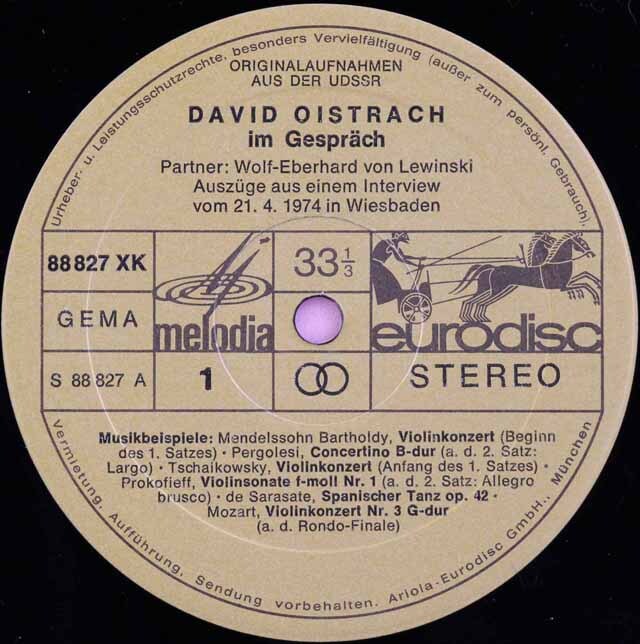 Urheber- u. Leistungsschutzrechte, besonders Vervielfältigung (außer zum persönl. Gebrauch).
ORIGINALAUFNAHMEN
AUS DER UDSSR
DAVID OISTRACH
im Gespräch
Partner: Wolf-Eberhard von Lewinski
Auszüge aus einem Interview
vom 21. 4. 1974 in Wiesbaden
88 827 XK
33 1/3
GEMA
melodia
eurodisc
S 88 827 A
1
STEREO
Musikbeispiele: Mendelssohn Bartholdy, Violinkonzert (Beginn
des 1. Satzes) · Pergolesi, Concertino B-dur (a. d. 2. Satz:
Largo) · Tschaikowsky, Violinkonzert (Anfang des 1. Satzes) ·
Prokofieff, Violinsonate f-moll Nr. 1 (a. d. 2. Satz: Allegro
brusco) · de Sarasate, Spanischer Tanz op. 42 ·
Mozart, Violinkonzert Nr. 3 G-dur
(a. d. Rondo-Finale)
Vermietung, Aufführung, Sendung vorbehalten. Ariola-Eurodisc GmbH., München